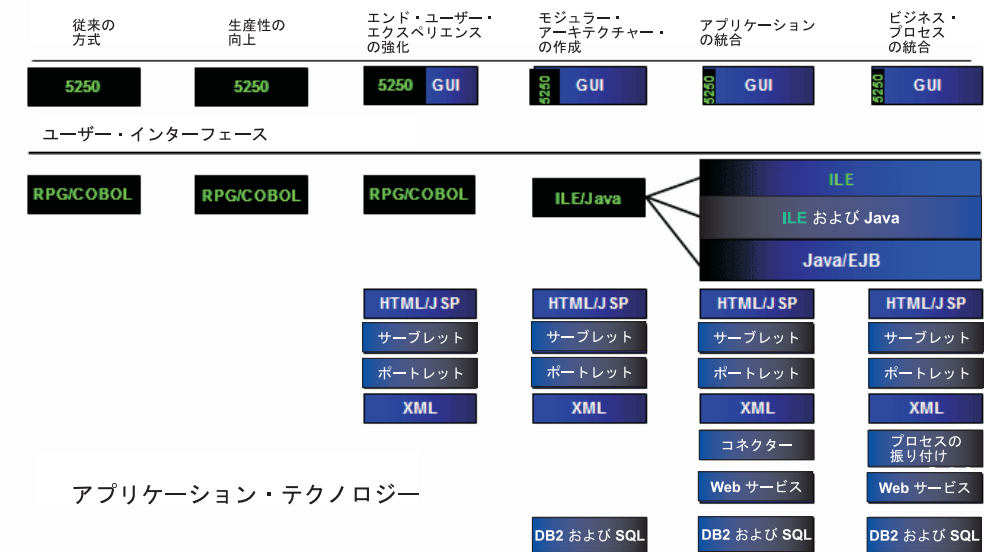 従来の
方式
生産性の
向上
エンド・ユーザー・
エクスペリエンス
の強化
モジュラー・
アーキテクチャー・
の作成
アプリケーション
の統合
ビジネス・
プロセス
の統合
5250
5250
5250 GUI
5250 GUI
5250 GUI
5250 GUI
ユーザー・インターフェース
RPG/COBOL
RPG/COBOL
RPG/COBOL
ILE/Java
ILE
ILE および Java
Java/EJB
HTML/JSP
HTML/JSP
HTML/JSP
HTML/JSP
サーブレット
サーブレット
サーブレット
サーブレット
ポートレット
ポートレット
ポートレット
ポートレット
XML
XML
XML
XML
コネクター
プロセスの
振り付け
アプリケーション・テクノロジー
Web サービス
Web サービス
DB2 および SQL
DB2 および SQL
DB2 および SQL